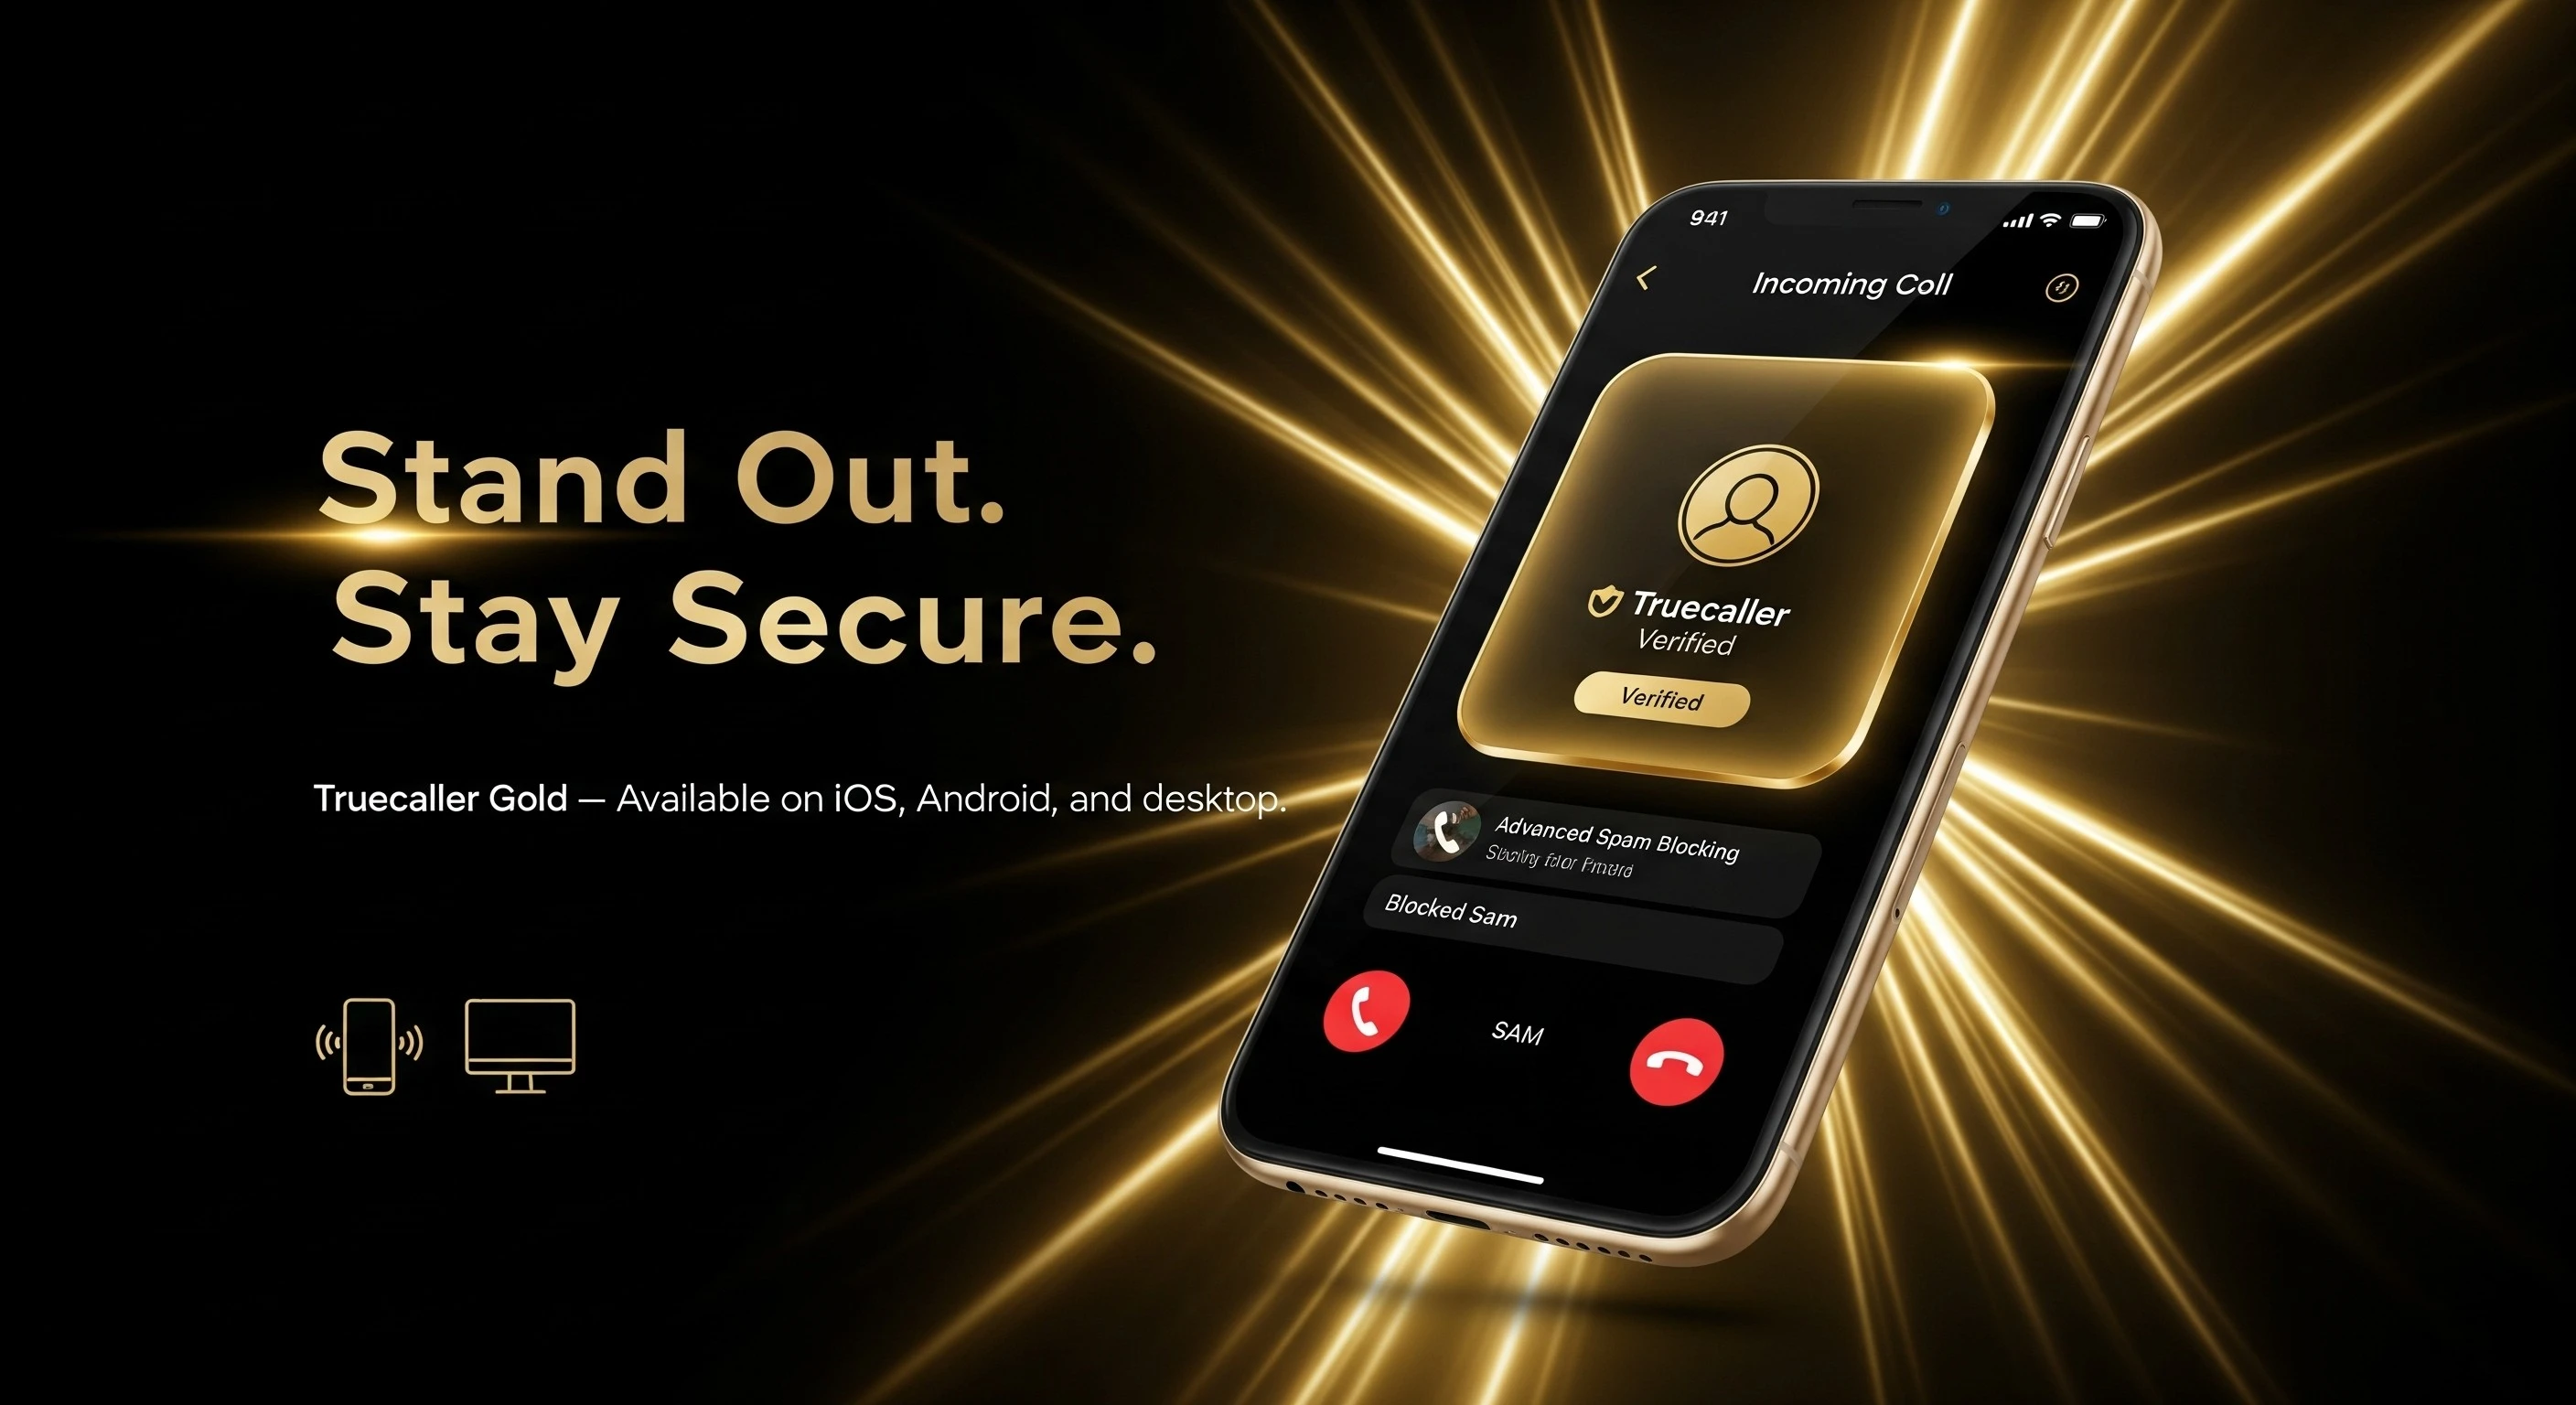 Stand Out.
Stay Secure.
Truecaller Gold — Available on iOS, Android, and desktop.
941
Incoming Coll
Truecaller
Verified
Verified
Advanced Spam Blocking
Blocked Sam
SAM